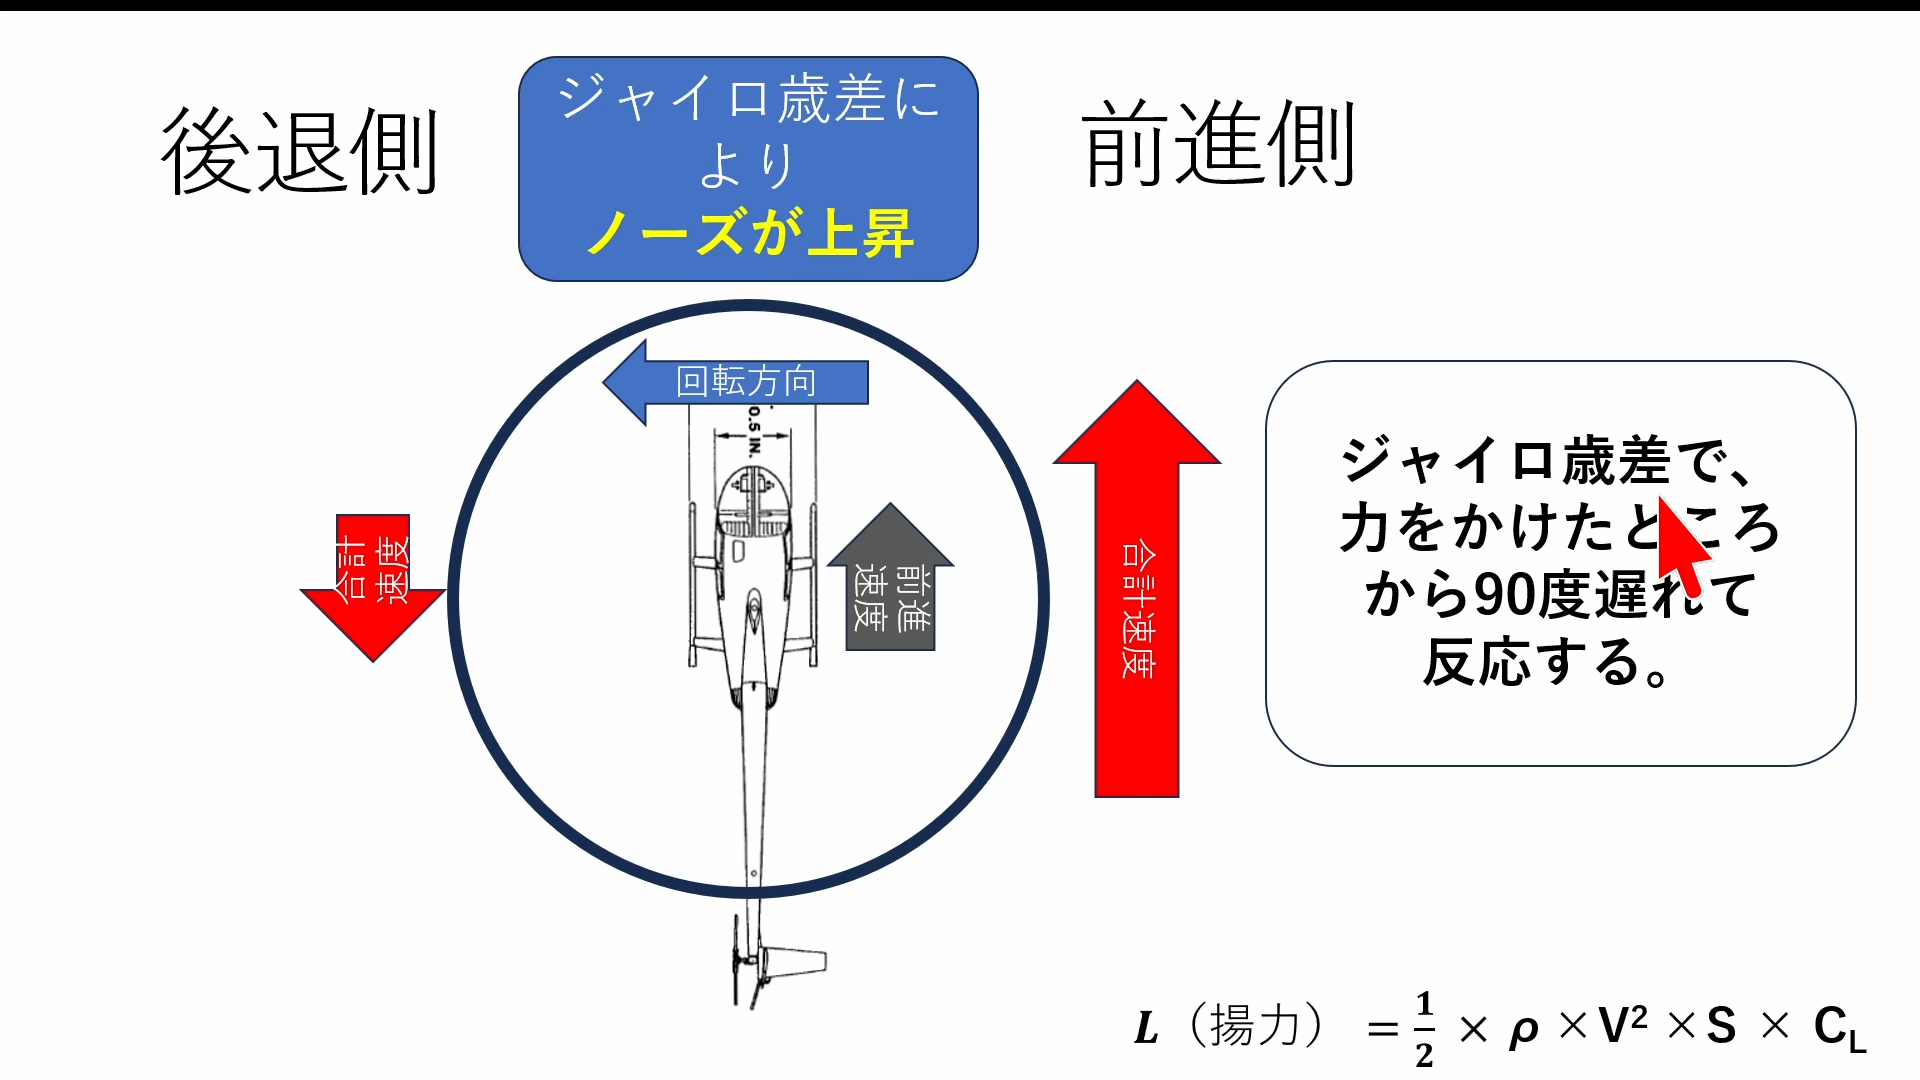 後退側
ジャイロ歳差に
より
ノーズが上昇
前進側
回転方向
0.5 IN.
合計
速度
前進
速度
合計速度
ジャイロ歳差で、
力をかけたところ
から90度遅れて
反応する。
L（揚力） = 1/2 × ρ ×V² ×S × CL